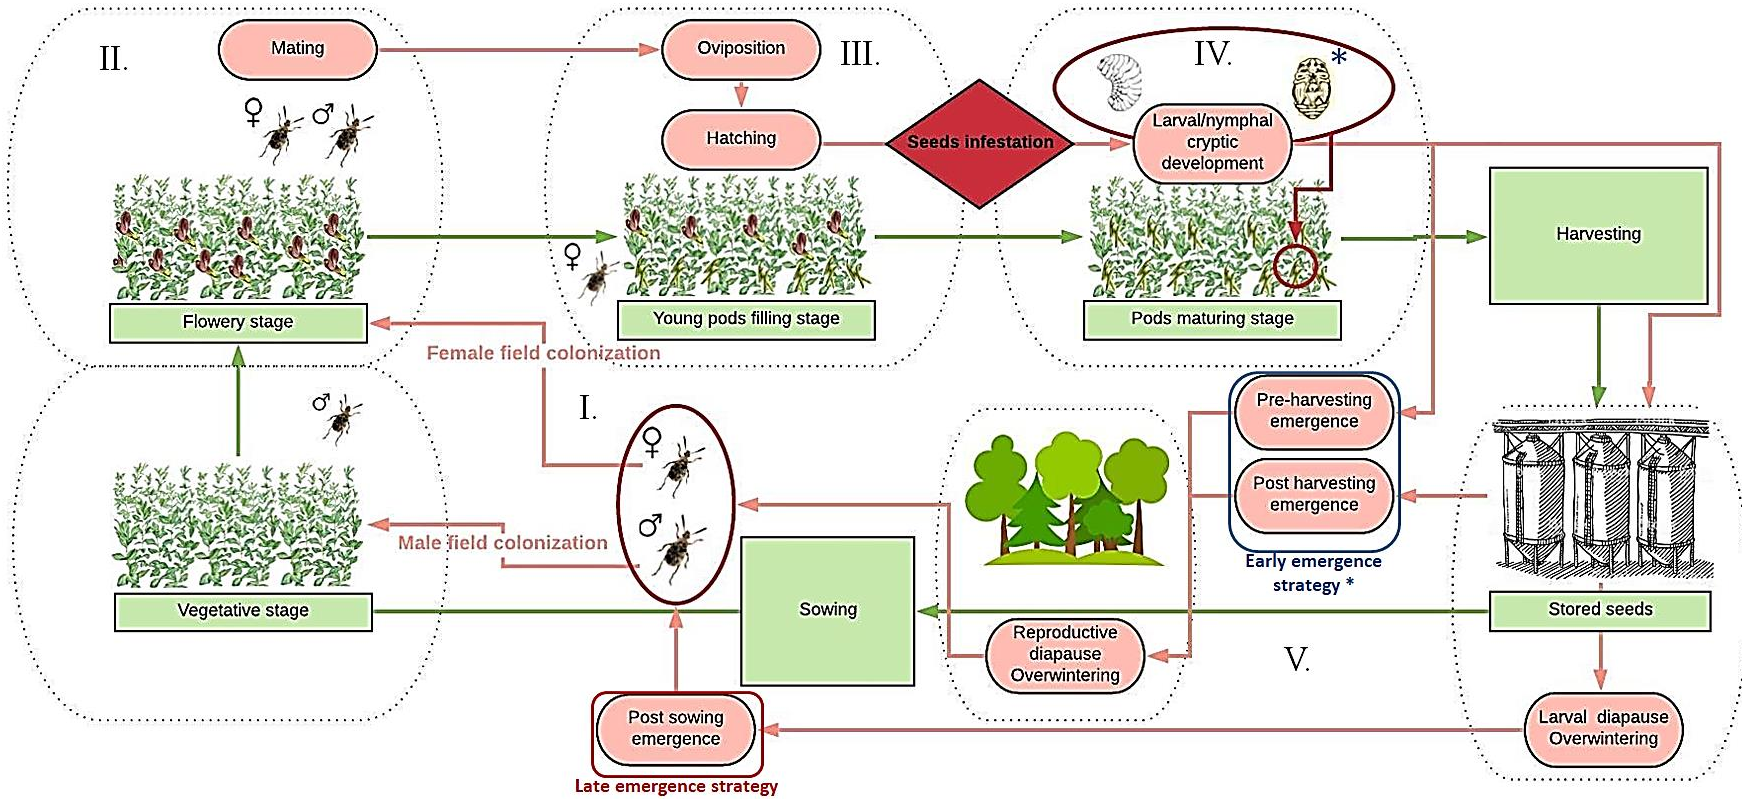 II.
Mating
♀
♂
Flowery stage
Oviposition
III.
Hatching
♀
Young pods filling stage
Seeds infestation
IV.
*
Larval/nymphal
cryptic
development
Pods maturing stage
Harvesting
Female field colonization
♂
I.
♀
♂
Male field colonization
Vegetative stage
Sowing
Pre-harvesting
emergence
Post harvesting
emergence
Early emergence
strategy *
Stored seeds
Reproductive
diapause
Overwintering
V.
Post sowing
emergence
Late emergence strategy
Larval diapause
Overwintering